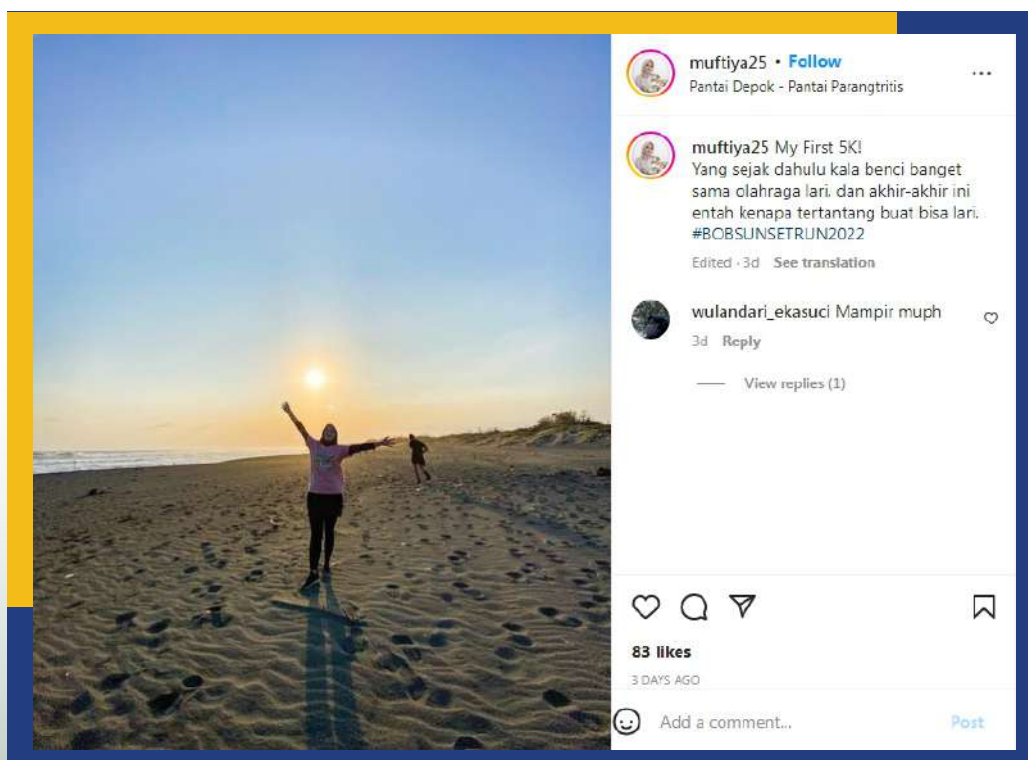 muftiya25 • Follow
Pantai Depok - Pantai Parangtritis
muftiya25 My First 5K!
Yang sejak dahulu kala benci banget
sama olahraga lari. dan akhir-akhir ini
entah kenapa tertantang buat bisa lari.
#BOBSUNSETRUN2022
Edited · 3d See translation
wulandari_ekasuci Mampir muph
3d Reply
View replies (1)
83 likes
3 DAYS AGO
Add a comment...
Post